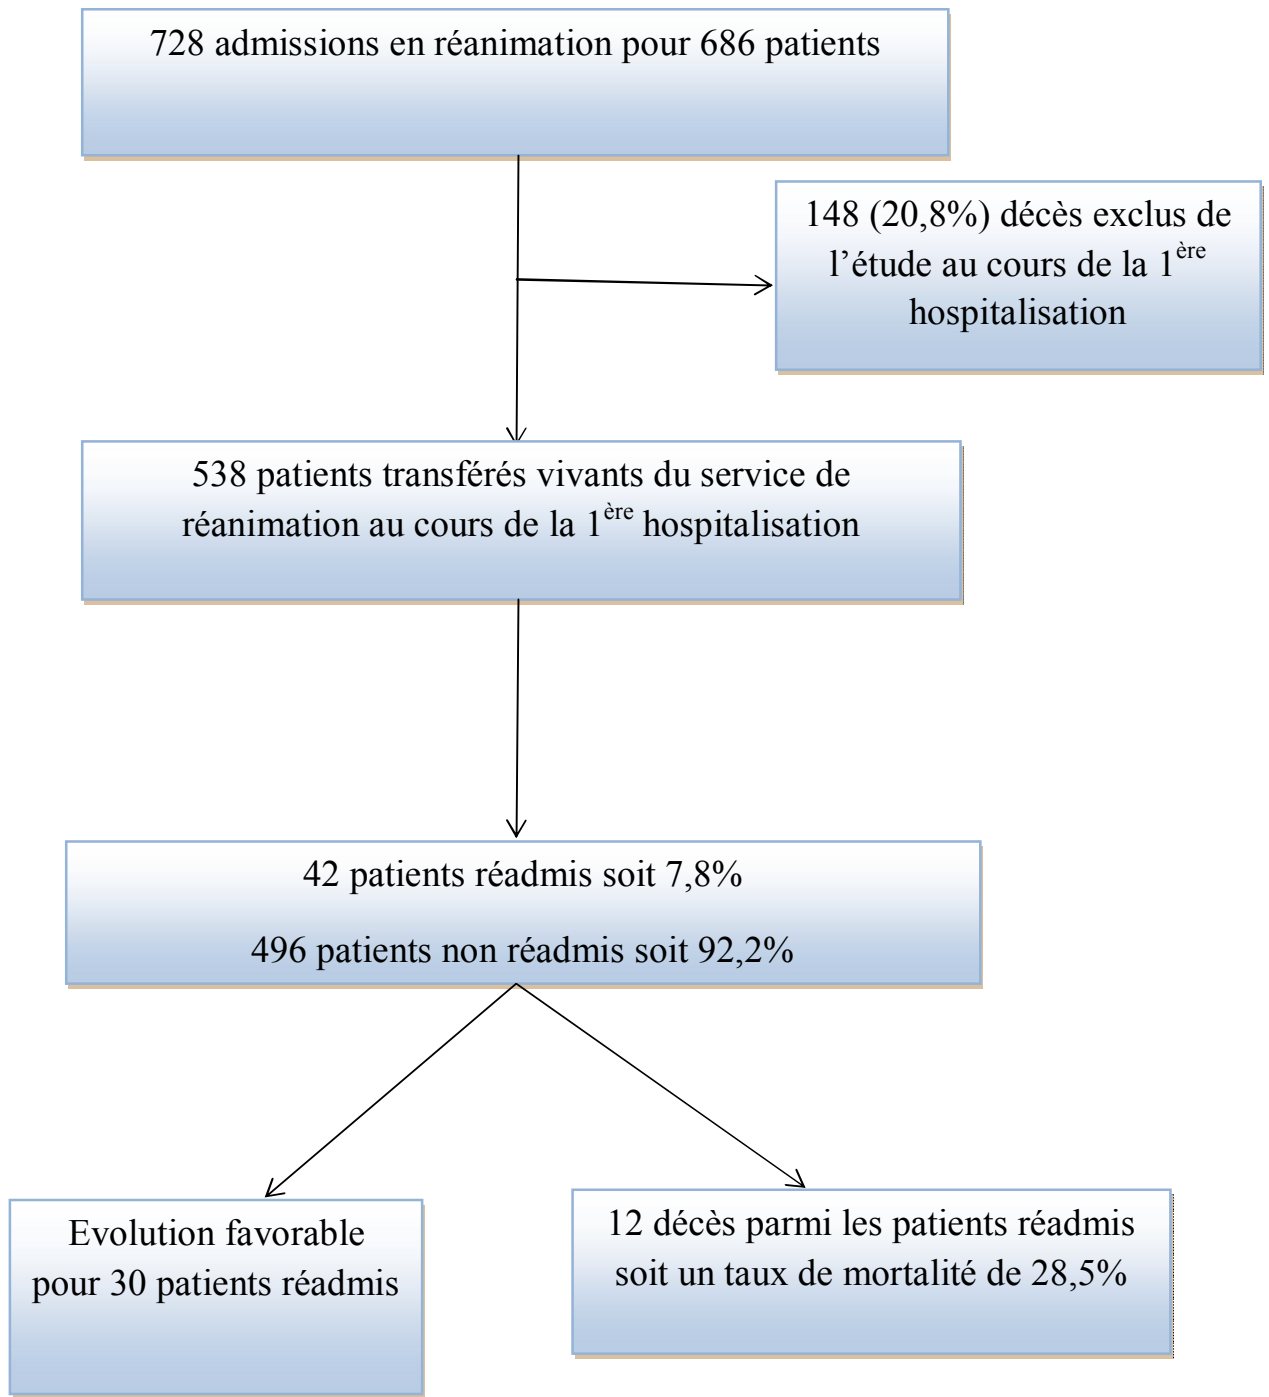 728 admissions en réanimation pour 686 patients
148 (20,8%) décès exclus de
l’étude au cours de la 1ère
hospitalisation
538 patients transférés vivants du service de
réanimation au cours de la 1ère hospitalisation
42 patients réadmis soit 7,8%
496 patients non réadmis soit 92,2%
Evolution favorable
pour 30 patients réadmis
12 décès parmi les patients réadmis
soit un taux de mortalité de 28,5%